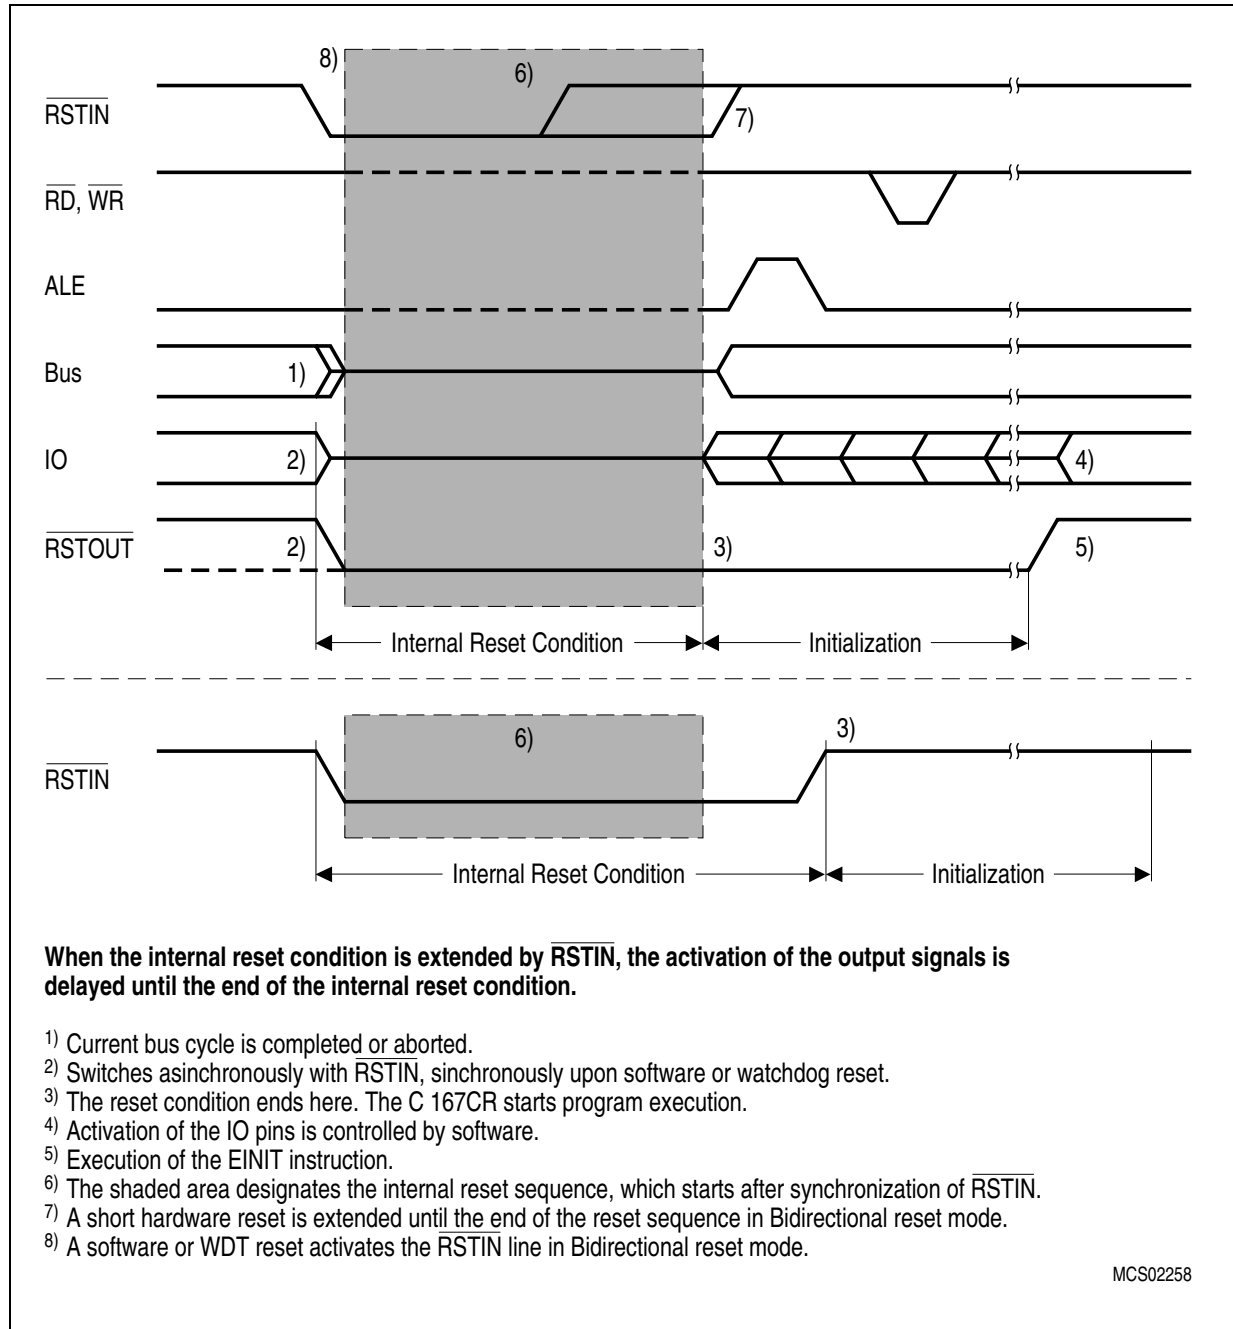 8)
6)
RSTIN
7)
RD, WR
ALE
Bus
1)
IO
2)
4)
RSTOUT
2)
3)
5)
Internal Reset Condition
Initialization
6)
3)
RSTIN
Internal Reset Condition
Initialization
When the internal reset condition is extended by RSTIN, the activation of the output signals is
delayed until the end of the internal reset condition.
1) Current bus cycle is completed or aborted.
2) Switches asinchronously with RSTIN, sinchronously upon software or watchdog reset.
3) The reset condition ends here. The C 167CR starts program execution.
4) Activation of the IO pins is controlled by software.
5) Execution of the EINIT instruction.
6) The shaded area designates the internal reset sequence, which starts after synchronization of RSTIN.
7) A short hardware reset is extended until the end of the reset sequence in Bidirectional reset mode.
8) A software or WDT reset activates the RSTIN line in Bidirectional reset mode.
MCS02258